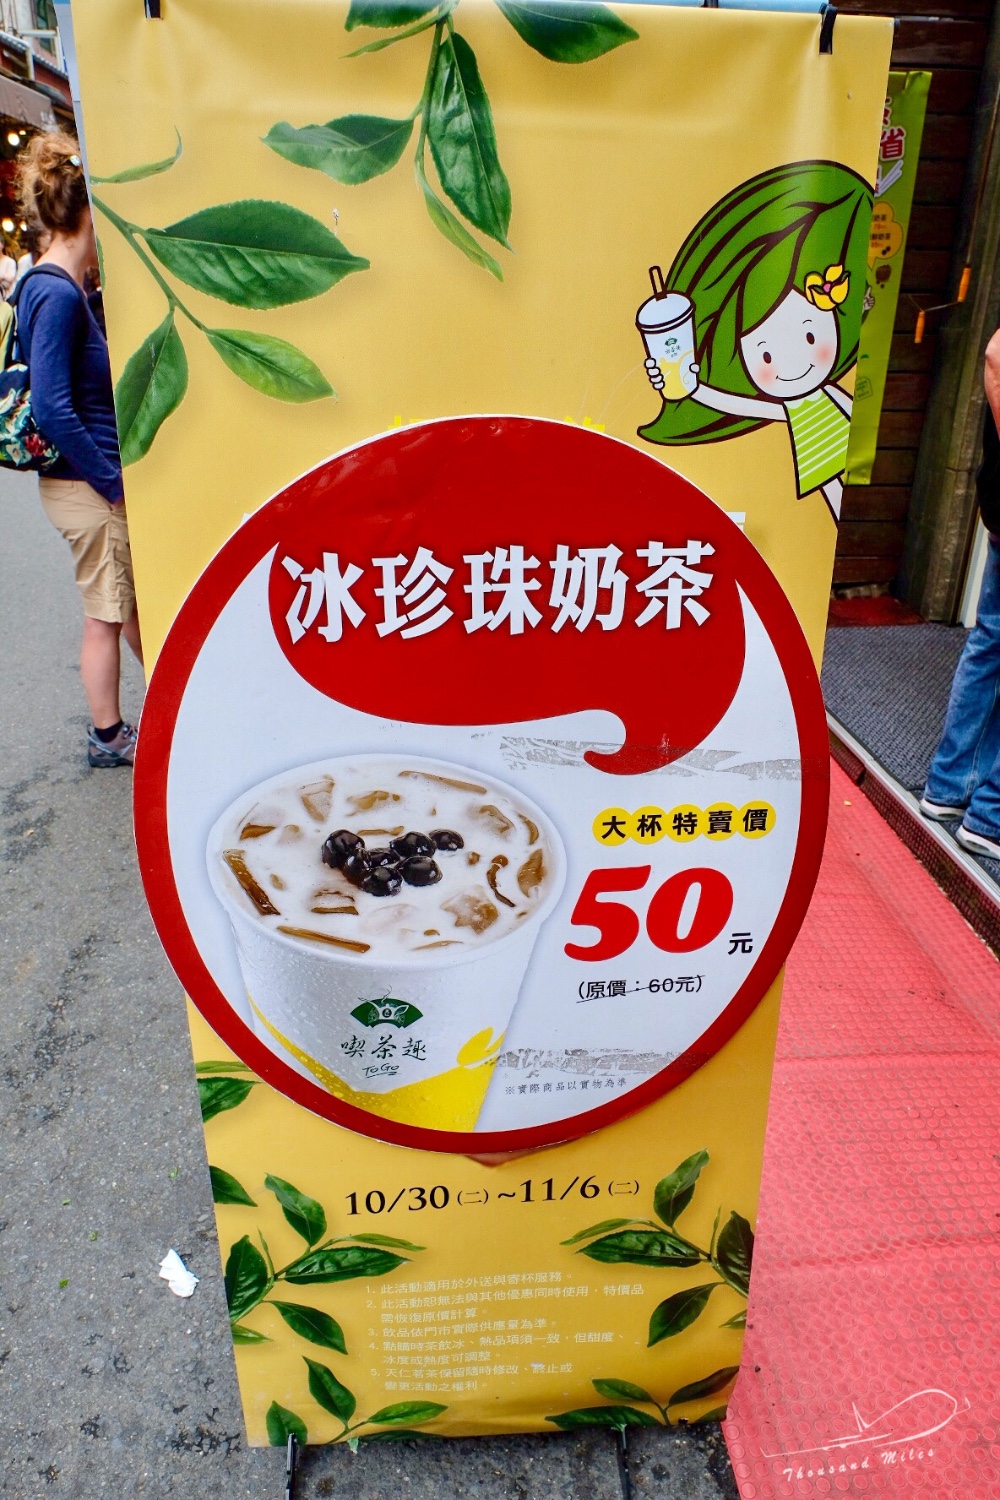 省
冰珍珠奶茶
大杯特賣價
50元
(原價：60元)
喫茶趣
ToGo
※實際商品以實物為準
10/30(二)~11/6(二)
1. 此活動適用於外送與寄杯服務。
2. 此活動恕無法與其他優惠同時使用，特價品
需恢復原價計算。
3. 飲品依門市實際供應量為準。
4. 點購時茶飲冰、熱品項須一致，但甜度、
冰度或熱度可調整。
5. 天仁茗茶保留隨時修改、終止或
變更活動之權利。
Thousand Miles